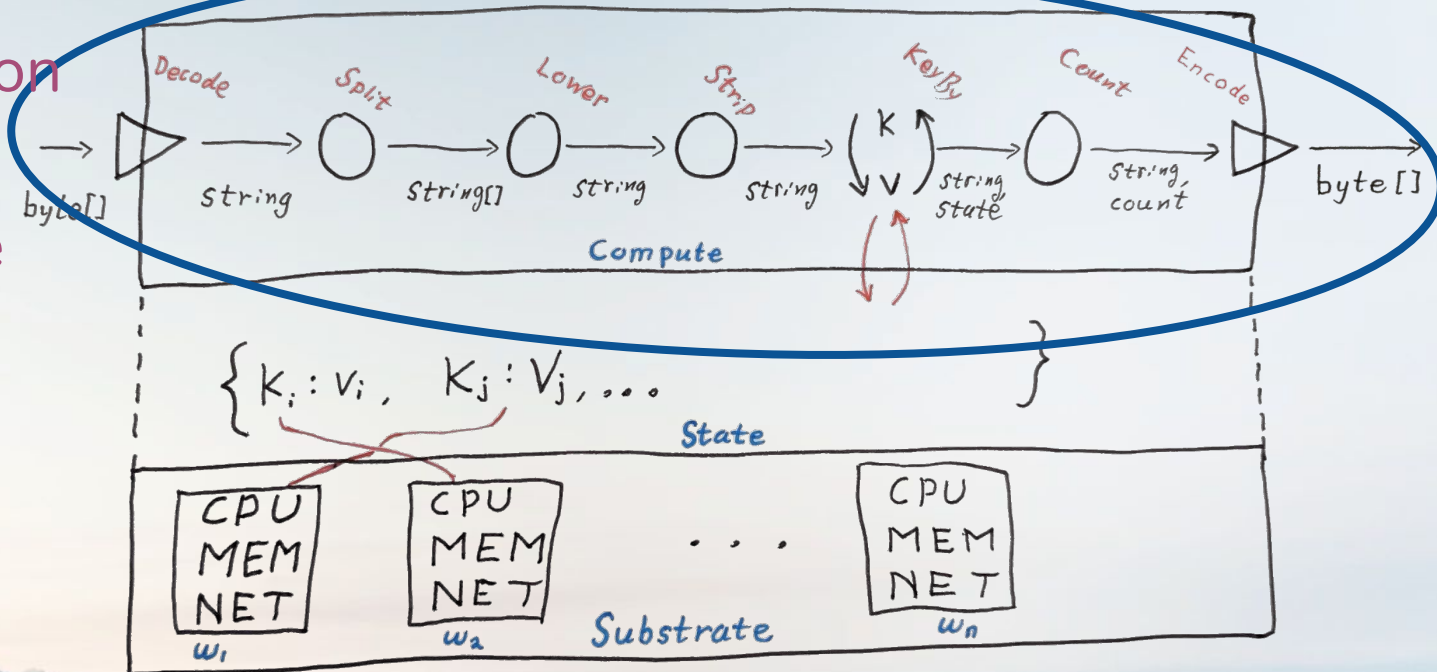 on
e
Decode Split Lower Strip KeyBy Count Encode
K
V
byte[] string string[] string string string, state string, count byte[]
Compute
{ Ki : Vi, Kj : Vj, ... }
State
CPU CPU CPU
MEM MEM . . . MEM
NET NET NET
w1 w2 Substrate wn